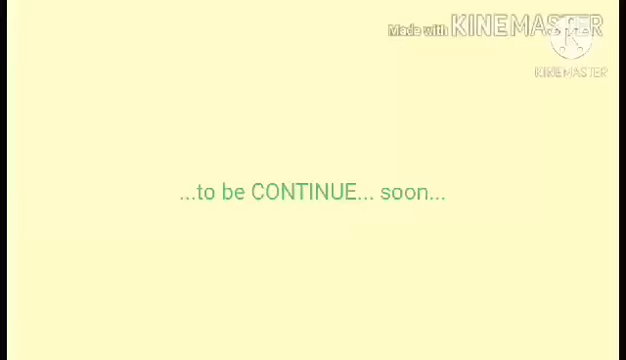 Made with KINEMASTER
KINEMASTER
...to be CONTINUE... soon...